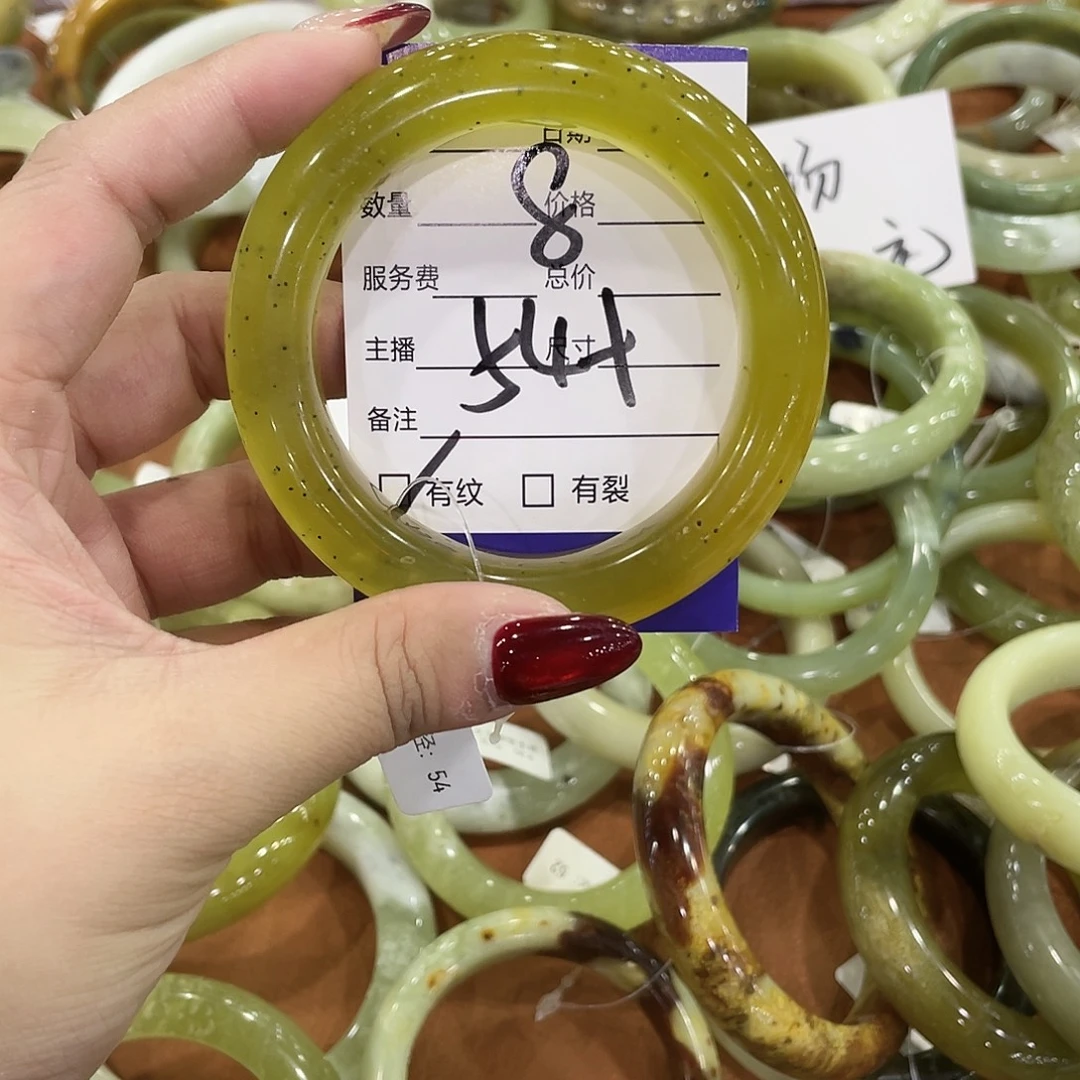 日期
8
数量 价格
服务费 总价
54
主播 尺寸
备注
有纹 有裂
径: 54